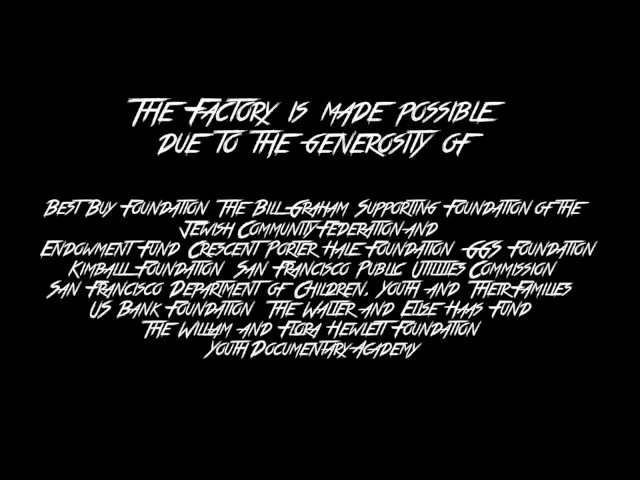 The Factory is made possible
due to the generosity of
Best Buy Foundation The Bill Graham Supporting Foundation of the
Jewish Community Federation and
Endowment Fund Crescent Porter Hale Foundation GGS Foundation
Kimball Foundation San Francisco Public Utilities Commission
San Francisco Department of Children, Youth and Their Families
US Bank Foundation The Walter and Elise Haas Fund
The William and Flora Hewlett Foundation
Youth Documentary Academy